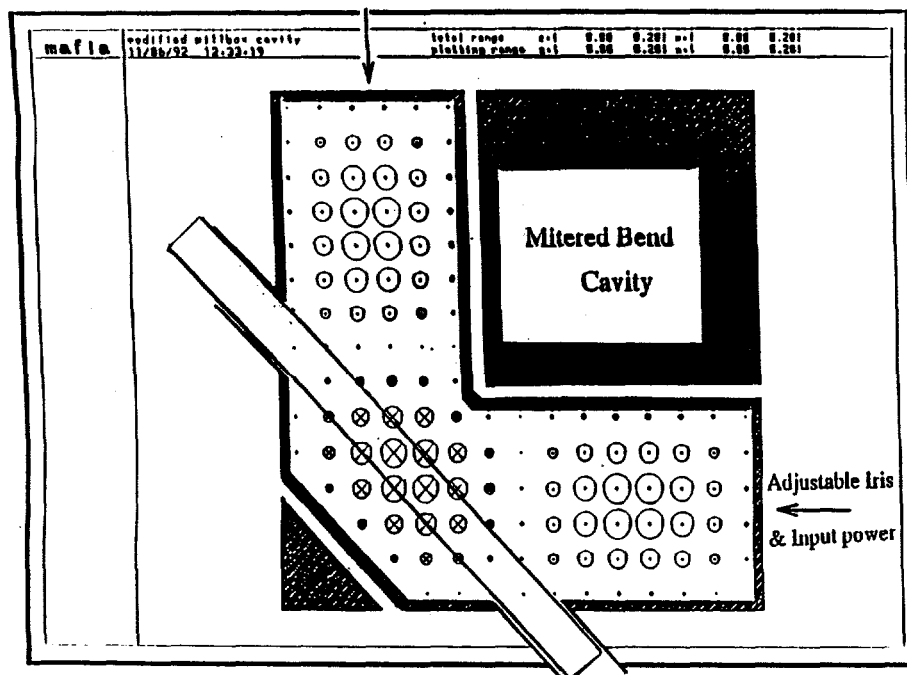 mafia
modified pillbox cavity
11/06/92 12:33:19
total range
plotting range
Mitered Bend
Cavity
Adjustable Iris
& Input power